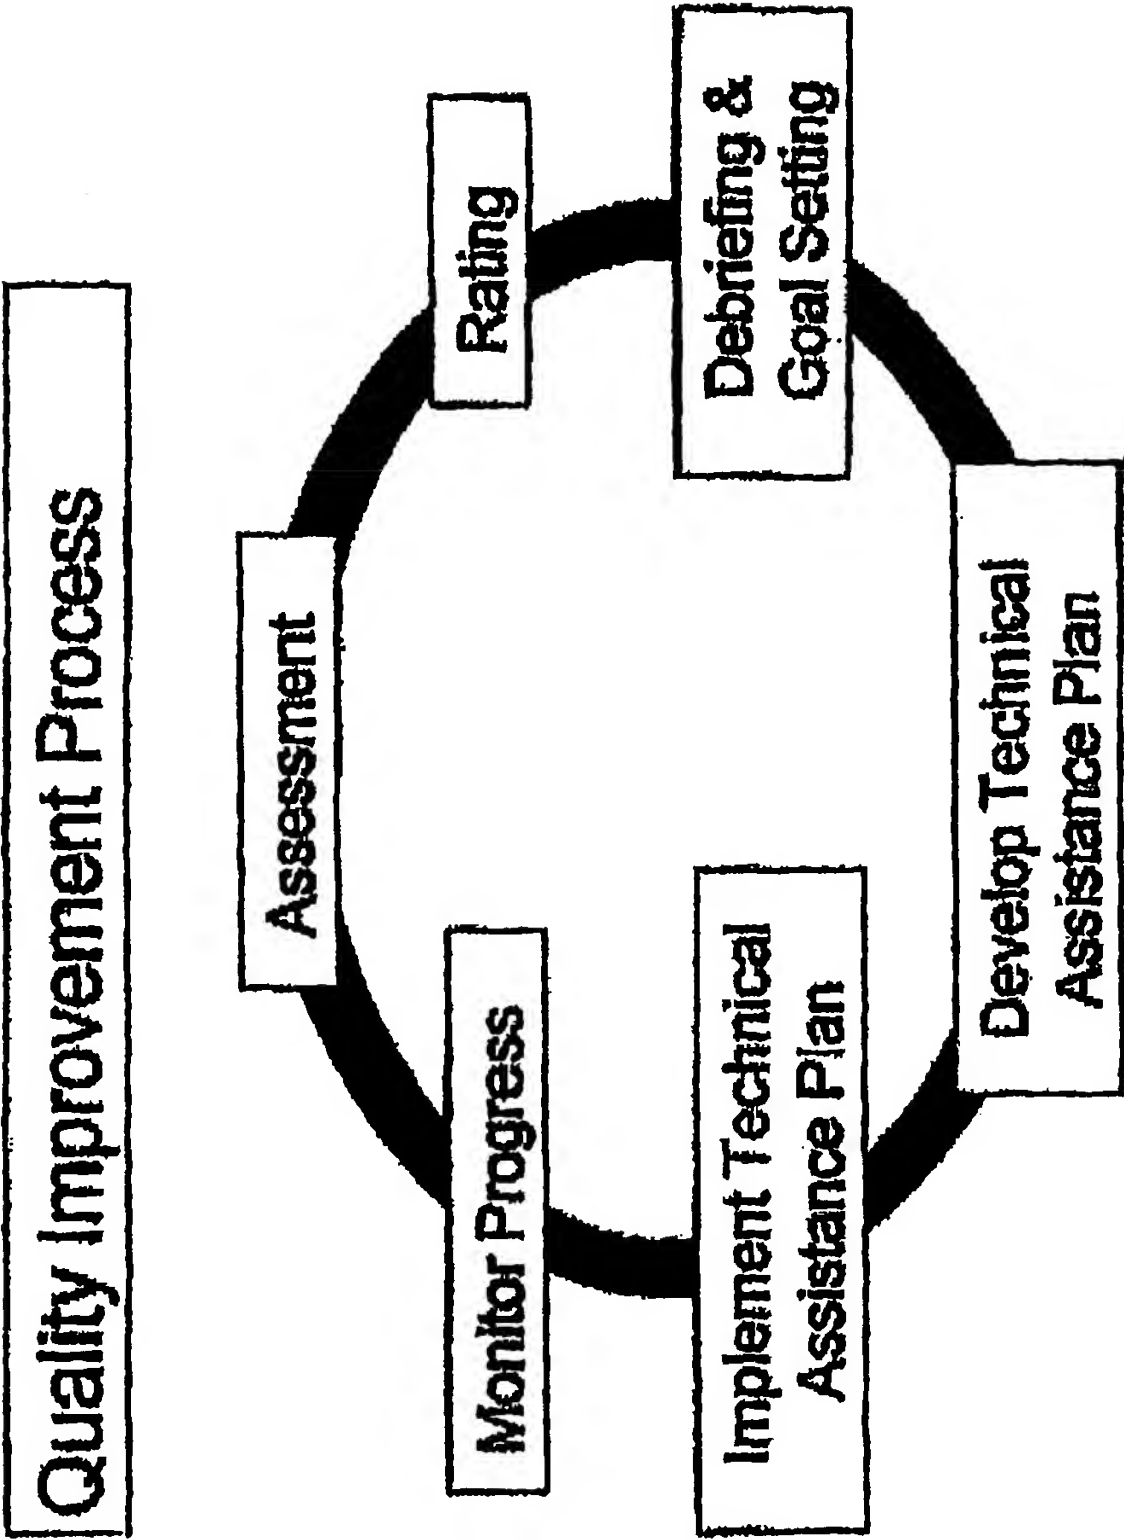 Quality Improvement Process
Assessment
Rating
Debriefing &
Goal Setting
Develop Technical
Assistance Plan
Implement Technical
Assistance Plan
Monitor Progress